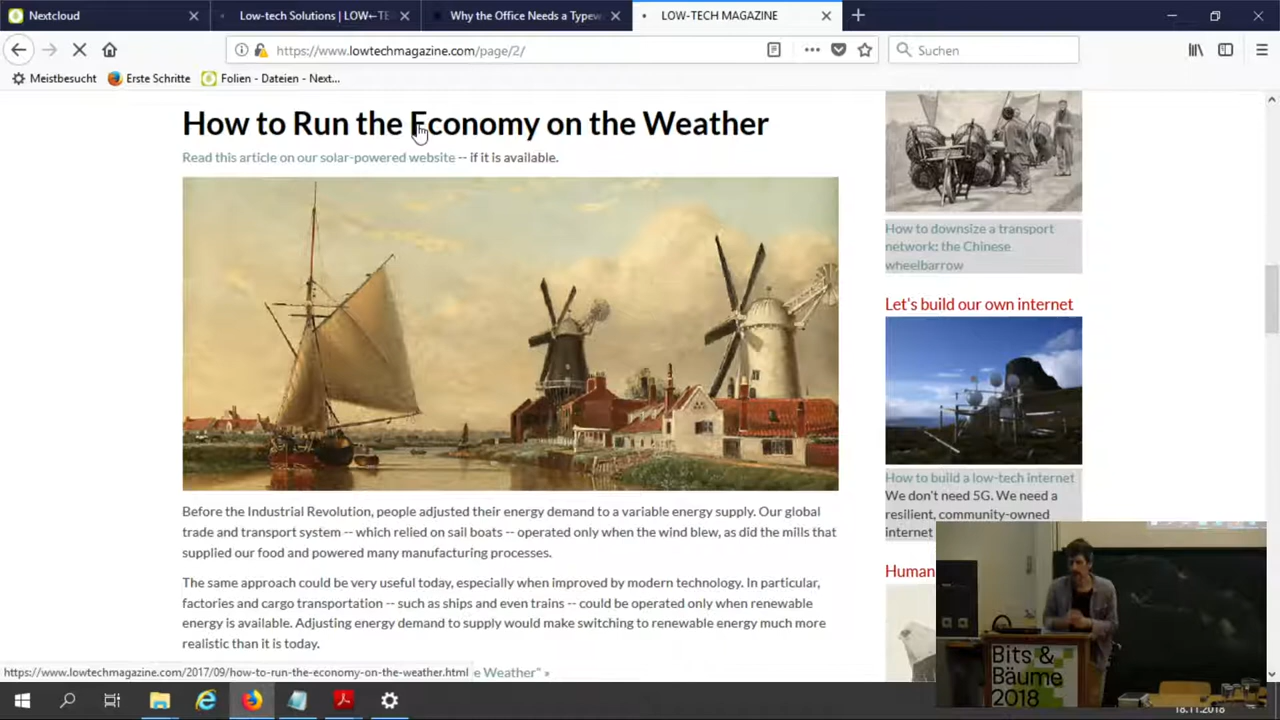 Nextcloud
Low-tech Solutions | LOW←TE
Why the Office Needs a Typew
LOW-TECH MAGAZINE
https://www.lowtechmagazine.com/page/2/
Suchen
Meistbesucht
Erste Schritte
Folien - Dateien - Next...
How to Run the Economy on the Weather
Read this article on our solar-powered website -- if it is available.
Before the Industrial Revolution, people adjusted their energy demand to a variable energy supply. Our global
trade and transport system -- which relied on sail boats -- operated only when the wind blew, as did the mills that
supplied our food and powered many manufacturing processes.
The same approach could be very useful today, especially when improved by modern technology. In particular,
factories and cargo transportation -- such as ships and even trains -- could be operated only when renewable
energy is available. Adjusting energy demand to supply would make switching to renewable energy much more
realistic than it is today.
https://www.lowtechmagazine.com/2017/09/how-to-run-the-economy-on-the-weather.html
e Weather" »
How to downsize a transport
network: the Chinese
wheelbarrow
Let's build our own internet
How to build a low-tech internet
We don't need 5G. We need a
resilient, community-owned
internet
Human
Bits &
Bäume
2018
18.11.2018